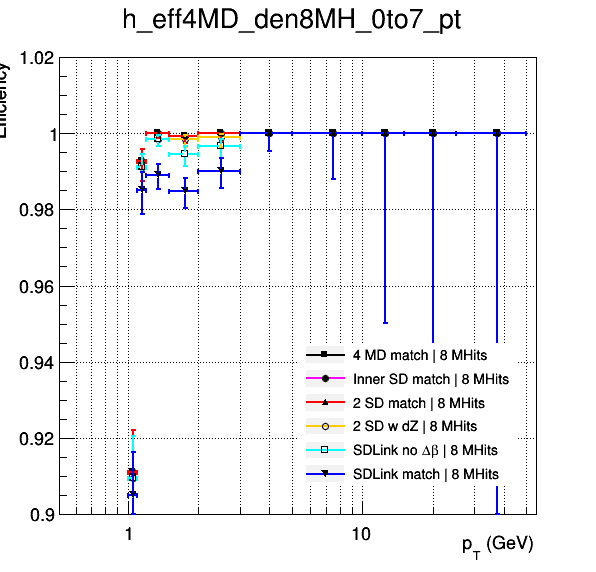 h_eff4MD_den8MH_0to7_pt
Efficiency
1.02
1
0.98
0.96
0.94
0.92
0.9
4 MD match | 8 MHits
Inner SD match | 8 MHits
2 SD match | 8 MHits
2 SD w dZ | 8 MHits
SDLink no Δβ | 8 MHits
SDLink match | 8 MHits
1
10
p_T (GeV)